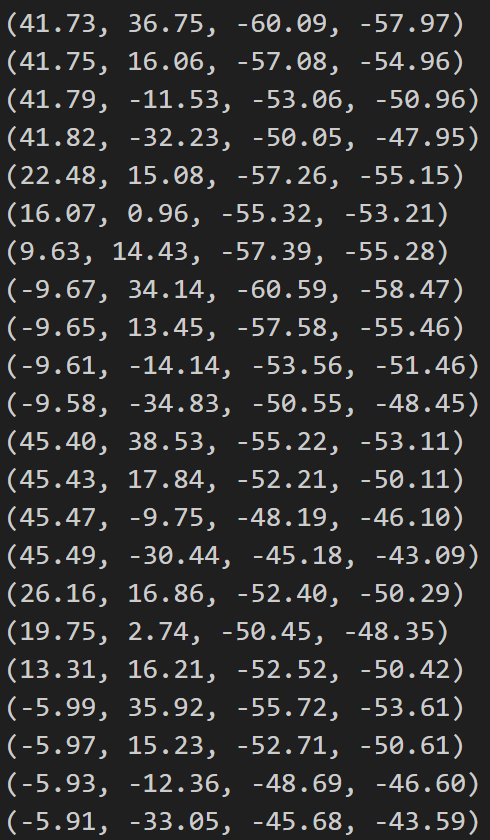 (41.73, 36.75, -60.09, -57.97)
(41.75, 16.06, -57.08, -54.96)
(41.79, -11.53, -53.06, -50.96)
(41.82, -32.23, -50.05, -47.95)
(22.48, 15.08, -57.26, -55.15)
(16.07, 0.96, -55.32, -53.21)
(9.63, 14.43, -57.39, -55.28)
(-9.67, 34.14, -60.59, -58.47)
(-9.65, 13.45, -57.58, -55.46)
(-9.61, -14.14, -53.56, -51.46)
(-9.58, -34.83, -50.55, -48.45)
(45.40, 38.53, -55.22, -53.11)
(45.43, 17.84, -52.21, -50.11)
(45.47, -9.75, -48.19, -46.10)
(45.49, -30.44, -45.18, -43.09)
(26.16, 16.86, -52.40, -50.29)
(19.75, 2.74, -50.45, -48.35)
(13.31, 16.21, -52.52, -50.42)
(-5.99, 35.92, -55.72, -53.61)
(-5.97, 15.23, -52.71, -50.61)
(-5.93, -12.36, -48.69, -46.60)
(-5.91, -33.05, -45.68, -43.59)